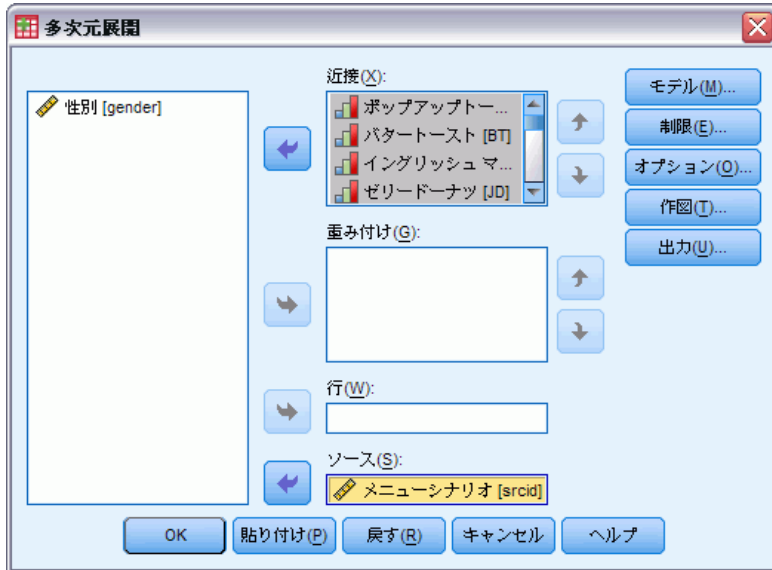 多次元展開
性別 [gender]
近接(X):
ポップアップトー...
バタートースト [BT]
イングリッシュ マ...
ゼリードーナツ [JD]
重み付け(G):
行(W):
ソース(S):
メニューシナリオ [srcid]
モデル(M)...
制限(E)...
オプション(O)...
作図(T)...
出力(U)...
OK
貼り付け(P)
戻す(R)
キャンセル
ヘルプ